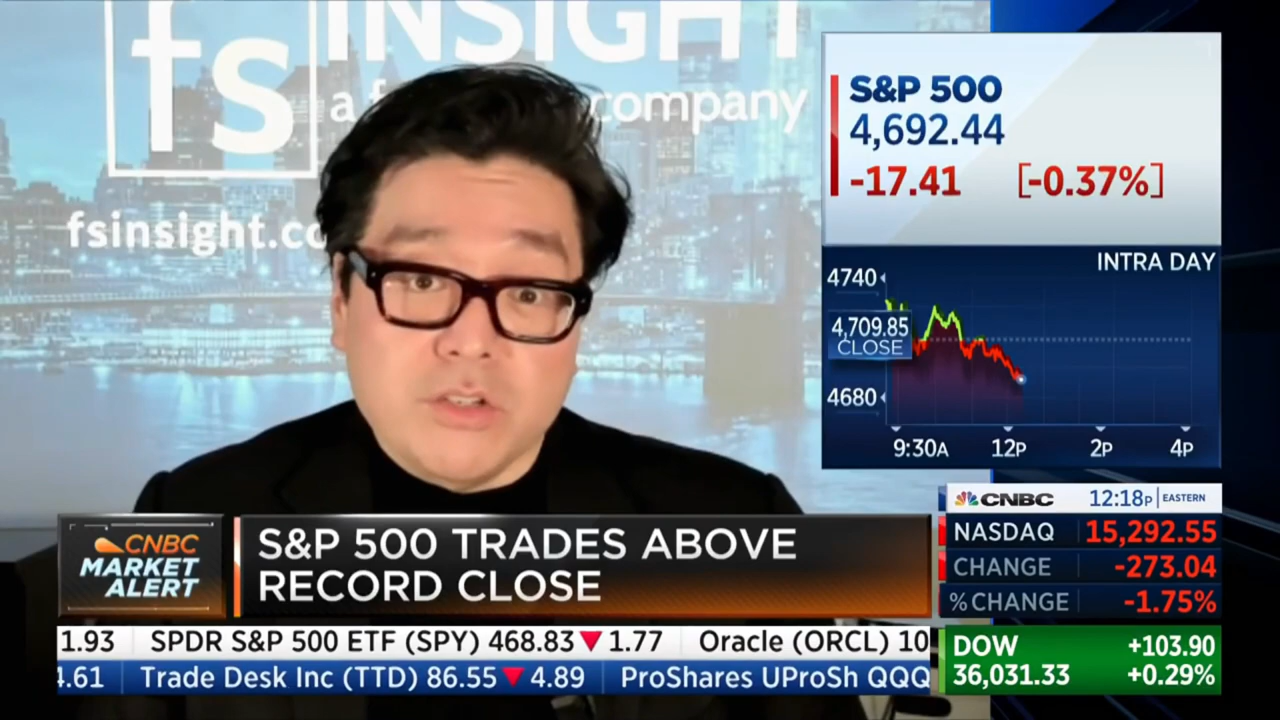 fs
INSIGHT
a f company
fsinsight.co
S&P 500
4,692.44
-17.41 [-0.37%]
INTRA DAY
4740
4,709.85
CLOSE
4680
9:30A 12P 2P 4P
CNBC
MARKET
ALERT
S&P 500 TRADES ABOVE
RECORD CLOSE
CNBC 12:18P EASTERN
NASDAQ 15,292.55
CHANGE -273.04
% CHANGE -1.75%
DOW +103.90
36,031.33 +0.29%
1.93 SPDR S&P 500 ETF (SPY) 468.83▼1.77 Oracle (ORCL) 10
4.61 Trade Desk Inc (TTD) 86.55▼4.89 ProShares UProSh QQQ